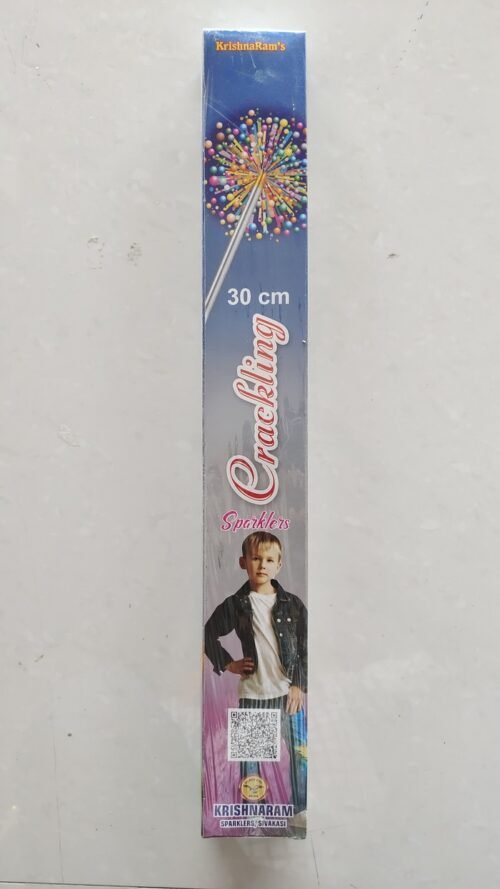 KrishnaRam's
30 cm
Crackling
Sparklers
KRISHNARAM
SPARKLERS, SIVAKASI